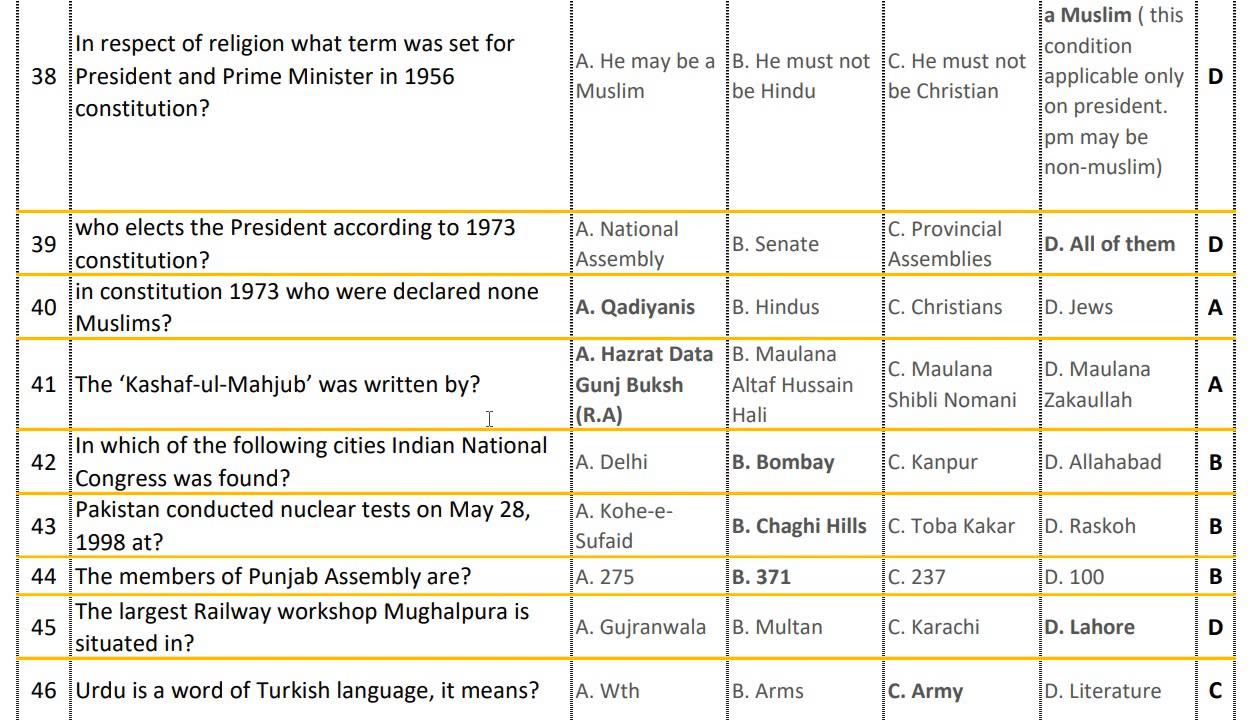 38
In respect of religion what term was set for
President and Prime Minister in 1956
constitution?
A. He may be a
Muslim
B. He must not
be Hindu
C. He must not
be Christian
a Muslim ( this
condition
applicable only
on president.
pm may be
non-muslim)
D
39
who elects the President according to 1973
constitution?
A. National
Assembly
B. Senate
C. Provincial
Assemblies
D. All of them
D
40
in constitution 1973 who were declared none
Muslims?
A. Qadiyanis
B. Hindus
C. Christians
D. Jews
A
41
The ‘Kashaf-ul-Mahjub’ was written by?
A. Hazrat Data
Gunj Buksh
(R.A)
B. Maulana
Altaf Hussain
Hali
C. Maulana
Shibli Nomani
D. Maulana
Zakaullah
A
42
In which of the following cities Indian National
Congress was found?
A. Delhi
B. Bombay
C. Kanpur
D. Allahabad
B
43
Pakistan conducted nuclear tests on May 28,
1998 at?
A. Kohe-e-
Sufaid
B. Chaghi Hills
C. Toba Kakar
D. Raskoh
B
44
The members of Punjab Assembly are?
A. 275
B. 371
C. 237
D. 100
B
45
The largest Railway workshop Mughalpura is
situated in?
A. Gujranwala
B. Multan
C. Karachi
D. Lahore
D
46
Urdu is a word of Turkish language, it means?
A. Wth
B. Arms
C. Army
D. Literature
C